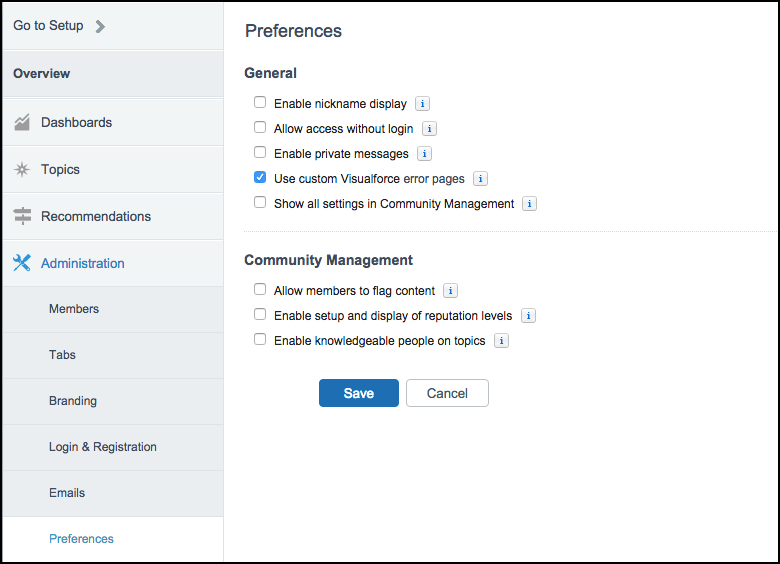 Go to Setup
Overview
Dashboards
Topics
Recommendations
Administration
Members
Tabs
Branding
Login & Registration
Emails
Preferences
Preferences
General
Enable nickname display i
Allow access without login i
Enable private messages i
Use custom Visualforce error pages i
Show all settings in Community Management i
Community Management
Allow members to flag content i
Enable setup and display of reputation levels i
Enable knowledgeable people on topics i
Save Cancel